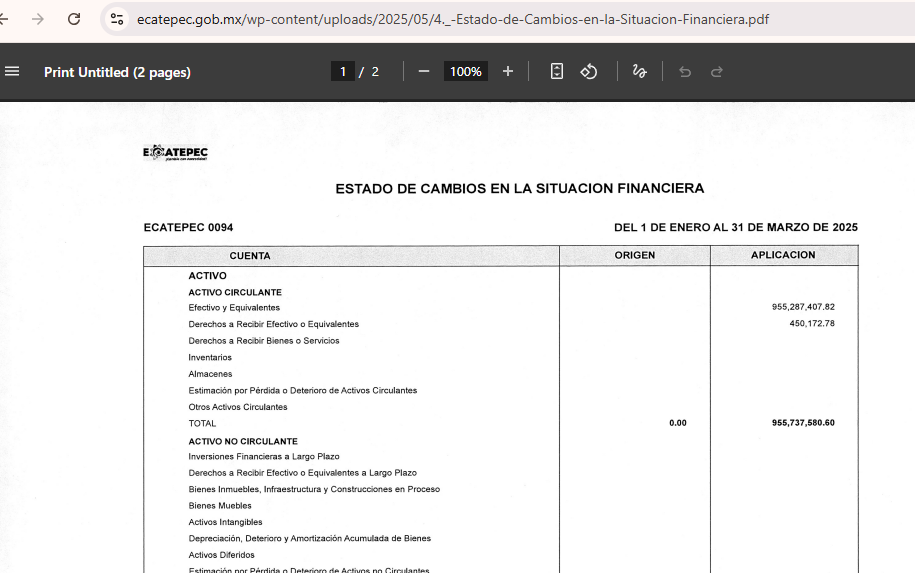 ecatepec.gob.mx/wp-content/uploads/2025/05/4._-Estado-de-Cambios-en-la-Situacion-Financiera.pdf
Print Untitled (2 pages)
1 / 2
100%
ECATEPEC
ESTADO DE CAMBIOS EN LA SITUACION FINANCIERA
ECATEPEC 0094 DEL 1 DE ENERO AL 31 DE MARZO DE 2025
CUENTA ORIGEN APLICACION
ACTIVO
ACTIVO CIRCULANTE
Efectivo y Equivalentes 955,287,407.82
Derechos a Recibir Efectivo o Equivalentes 450,172.78
Derechos a Recibir Bienes o Servicios
Inventarios
Almacenes
Estimación por Pérdida o Deterioro de Activos Circulantes
Otros Activos Circulantes
TOTAL 0.00 955,737,580.60
ACTIVO NO CIRCULANTE
Inversiones Financieras a Largo Plazo
Derechos a Recibir Efectivo o Equivalentes a Largo Plazo
Bienes Inmuebles, Infraestructura y Construcciones en Proceso
Bienes Muebles
Activos Intangibles
Depreciación, Deterioro y Amortización Acumulada de Bienes
Activos Diferidos
Estimación por Pérdida o Deterioro de Activos no Circulantes